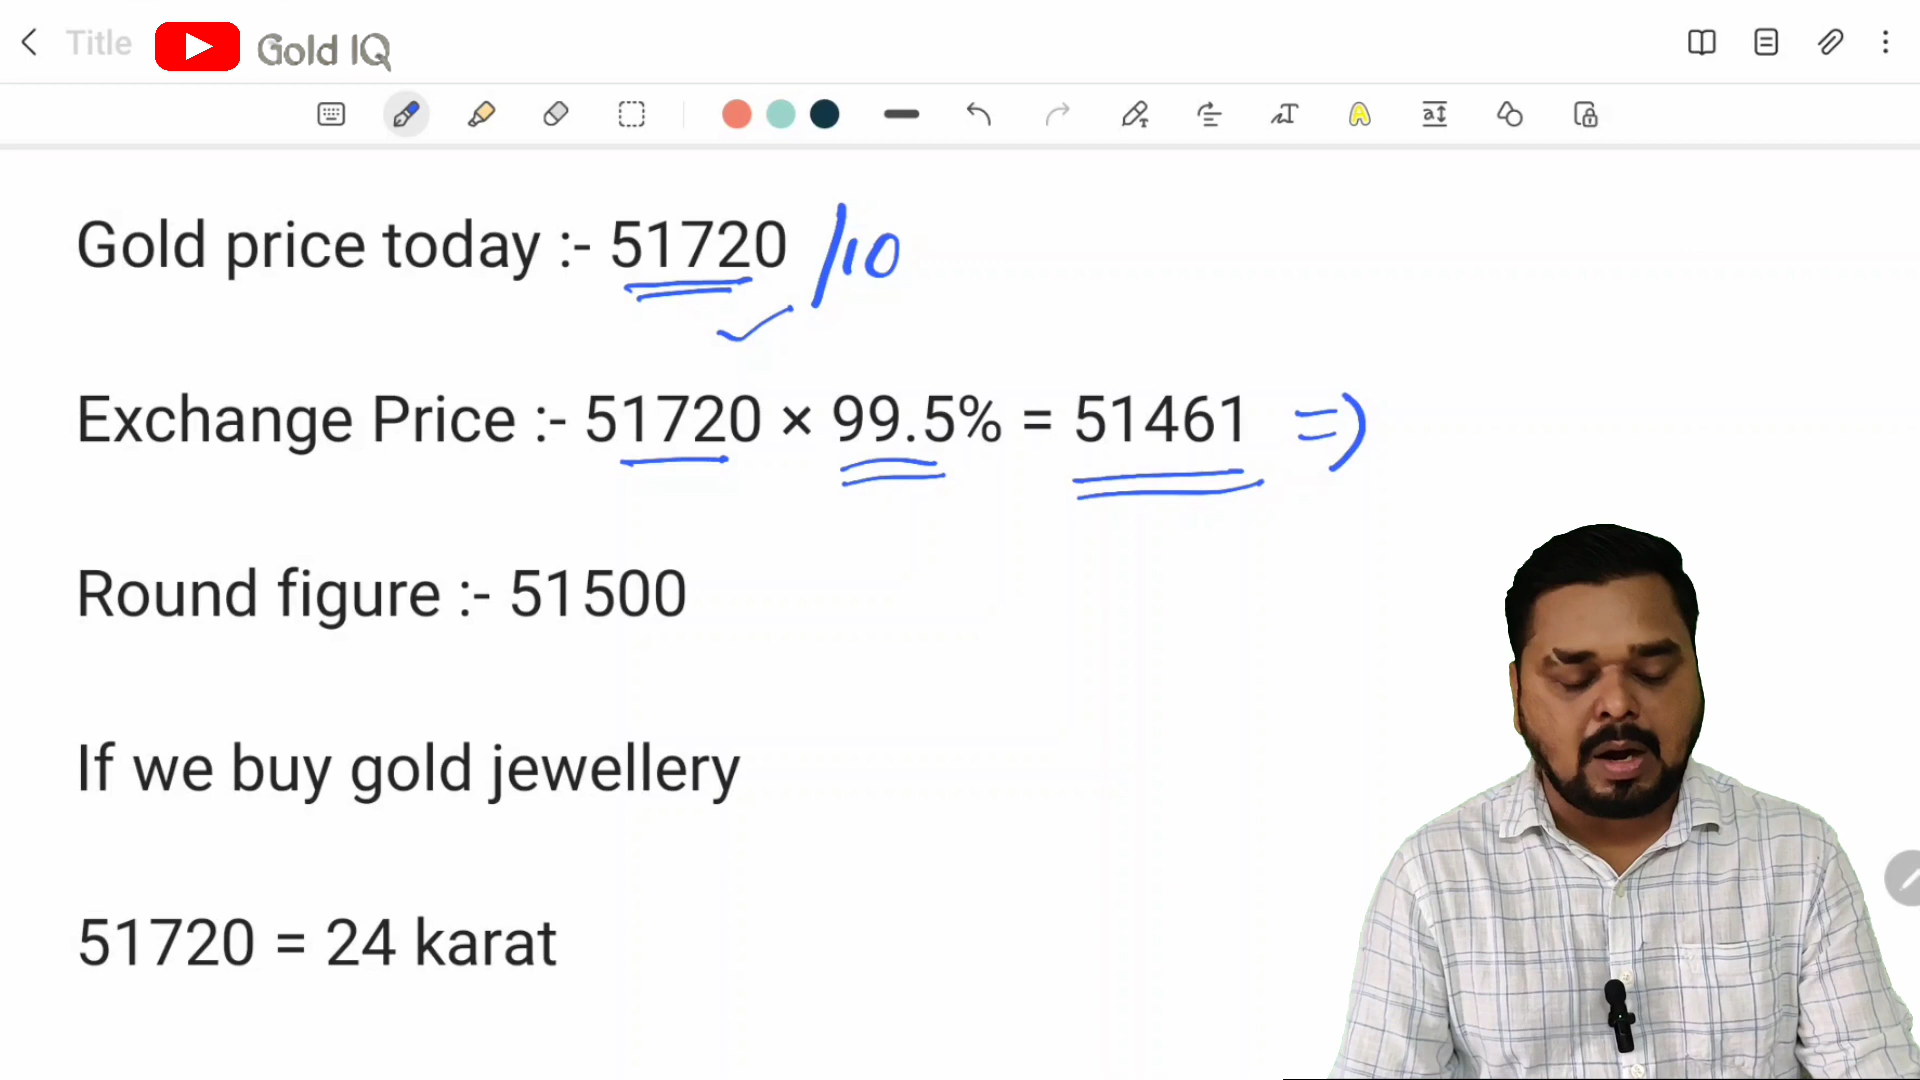 Title Gold IQ
Gold price today :- 51720 /10
Exchange Price :- 51720 × 99.5% = 51461 =)
Round figure :- 51500
If we buy gold jewellery
51720 = 24 karat